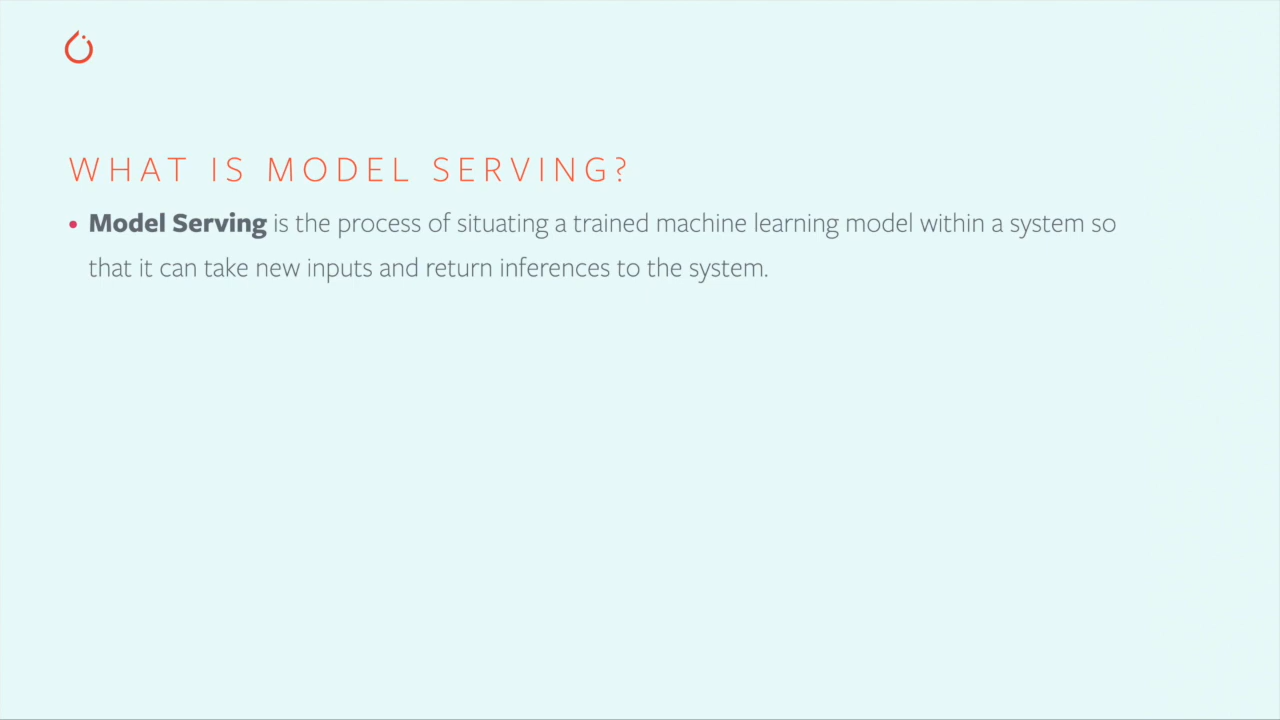 WHAT IS MODEL SERVING?
• Model Serving is the process of situating a trained machine learning model within a system so
that it can take new inputs and return inferences to the system.